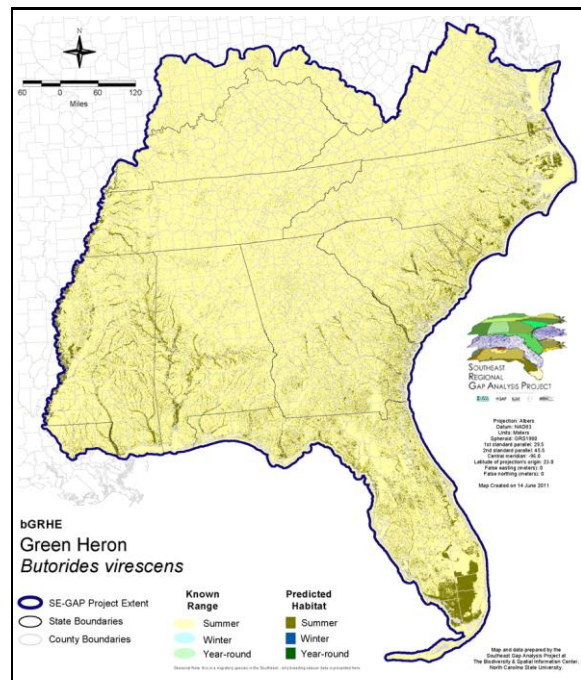 N
60 0 60 120
Miles
SOUTHEAST
REGIONAL
GAP ANALYSIS PROJECT
Projection: Albers
Datum: NAD83
Units: Meters
Spheroid: GRS1980
1st standard parallel: 29.5
2nd standard parallel: 45.5
Central meridian: -96.0
Latitude of projection's origin: 23.0
False easting (meters): 0
False northing (meters): 0
Map Created on 14 June 2011
bGRHE
Green Heron
Butorides virescens
SE-GAP Project Extent
State Boundaries
County Boundaries
Known
Range
Summer
Winter
Year-round
Predicted
Habitat
Summer
Winter
Year-round
Map and data prepared by the
Southeast Gap Analysis Project at
The Biodiversity & Spatial Information Center,
North Carolina State University.